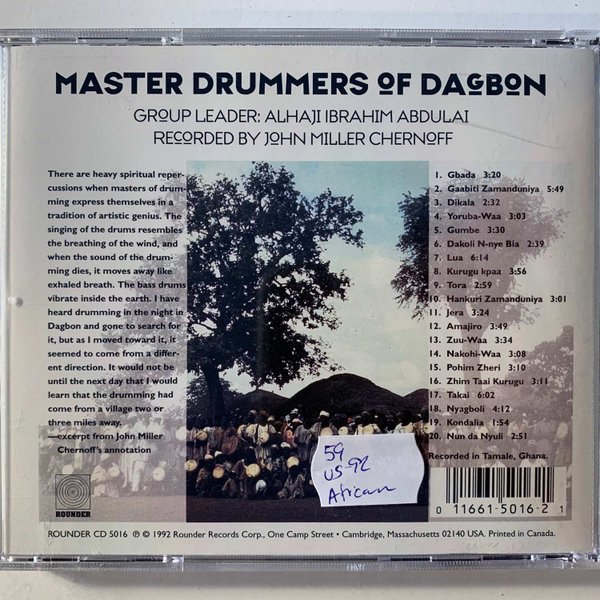 MASTER DRUMMERS OF DAGBON
GROUP LEADER: ALHAJI IBRAHIM ABDULAI
RECORDED BY JOHN MILLER CHERNOFF
There are heavy spiritual reper-
cussions when masters of drum-
ming express themselves in a
tradition of artistic genius. The
singing of the drums resembles
the breathing of the wind, and
when the sound of the drum-
ming dies, it moves away like
exhaled breath. The bass drums
vibrate inside the earth. I have
heard drumming in the night in
Dagbon and gone to search for
it, but as I moved toward it, it
seemed to come from a differ-
ent direction. It would not be
until the next day that I would
learn that the drumming had
come from a village two or
three miles away.
—excerpt from John Miller
Chernoff's annotation
1. Gbada 3:20
2. Gaabiti Zamanduniya 5:49
3. Dikala 2:32
4. Yoruba-Waa 3:03
5. Gumbe 3:30
6. Dakoli N-nye Bia 2:39
7. Lua 6:14
8. Kurugu kpaa 3:56
9. Tora 2:59
10. Hankuri Zamanduniya 3:01
11. Jera 3:24
12. Amajiro 3:49
13. Zuu-Waa 3:34
14. Nakohi-Waa 3:08
15. Pohim Zheri 3:10
16. Zhim Taai Kurugu 3:11
17. Takai 6:02
18. Nyagboli 4:12
19. Kondalia 1:54
20. Nun da Nyuli 2:51
Recorded in Tamale, Ghana.
59
US-92
African
ROUNDER
0 11661-5016-2 1
ROUNDER CD 5016 ℗ © 1992 Rounder Records Corp., One Camp Street • Cambridge, Massachusetts 02140 USA. Printed in Canada.